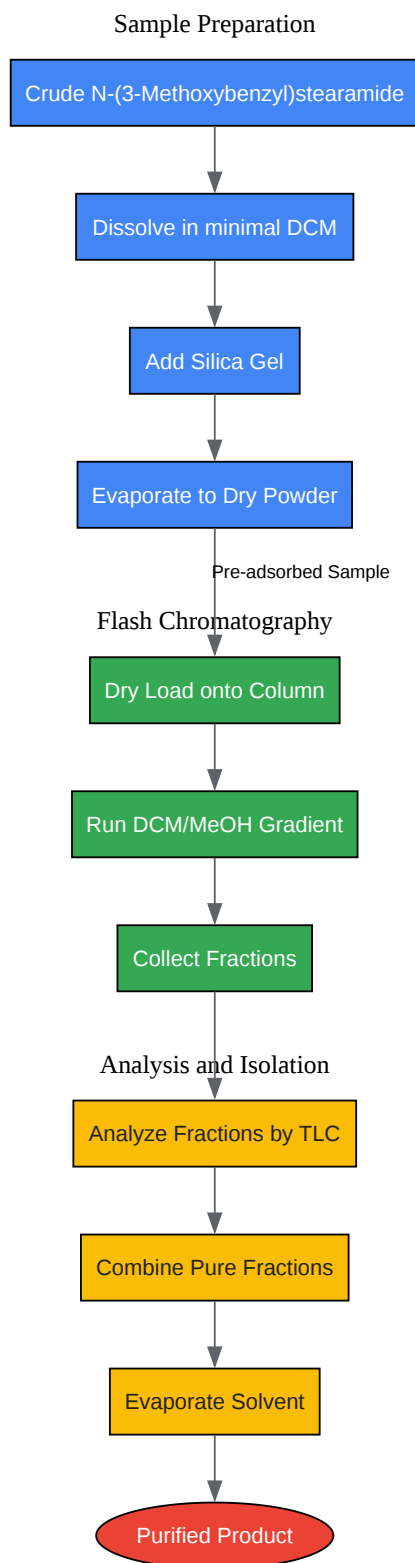 Sample Preparation
Crude N-(3-Methoxybenzyl)stearamide
Dissolve in minimal DCM
Add Silica Gel
Evaporate to Dry Powder
Pre-adsorbed Sample
Flash Chromatography
Dry Load onto Column
Run DCM/MeOH Gradient
Collect Fractions
Analysis and Isolation
Analyze Fractions by TLC
Combine Pure Fractions
Evaporate Solvent
Purified Product